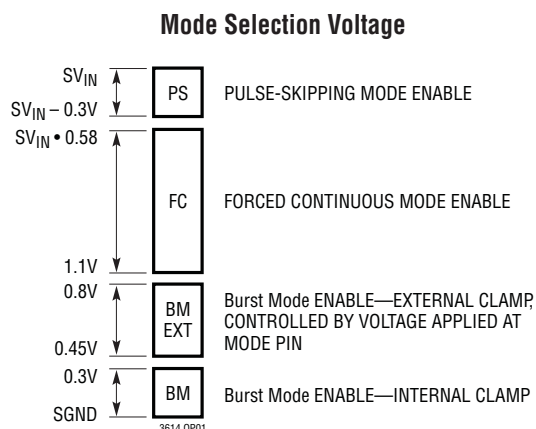 Mode Selection Voltage
SVIN
SVIN – 0.3V
PS
PULSE-SKIPPING MODE ENABLE
SVIN • 0.58
1.1V
FC
FORCED CONTINUOUS MODE ENABLE
0.8V
0.45V
BM
EXT
Burst Mode ENABLE—EXTERNAL CLAMP,
CONTROLLED BY VOLTAGE APPLIED AT
MODE PIN
0.3V
SGND
BM
Burst Mode ENABLE—INTERNAL CLAMP
3614 OP01